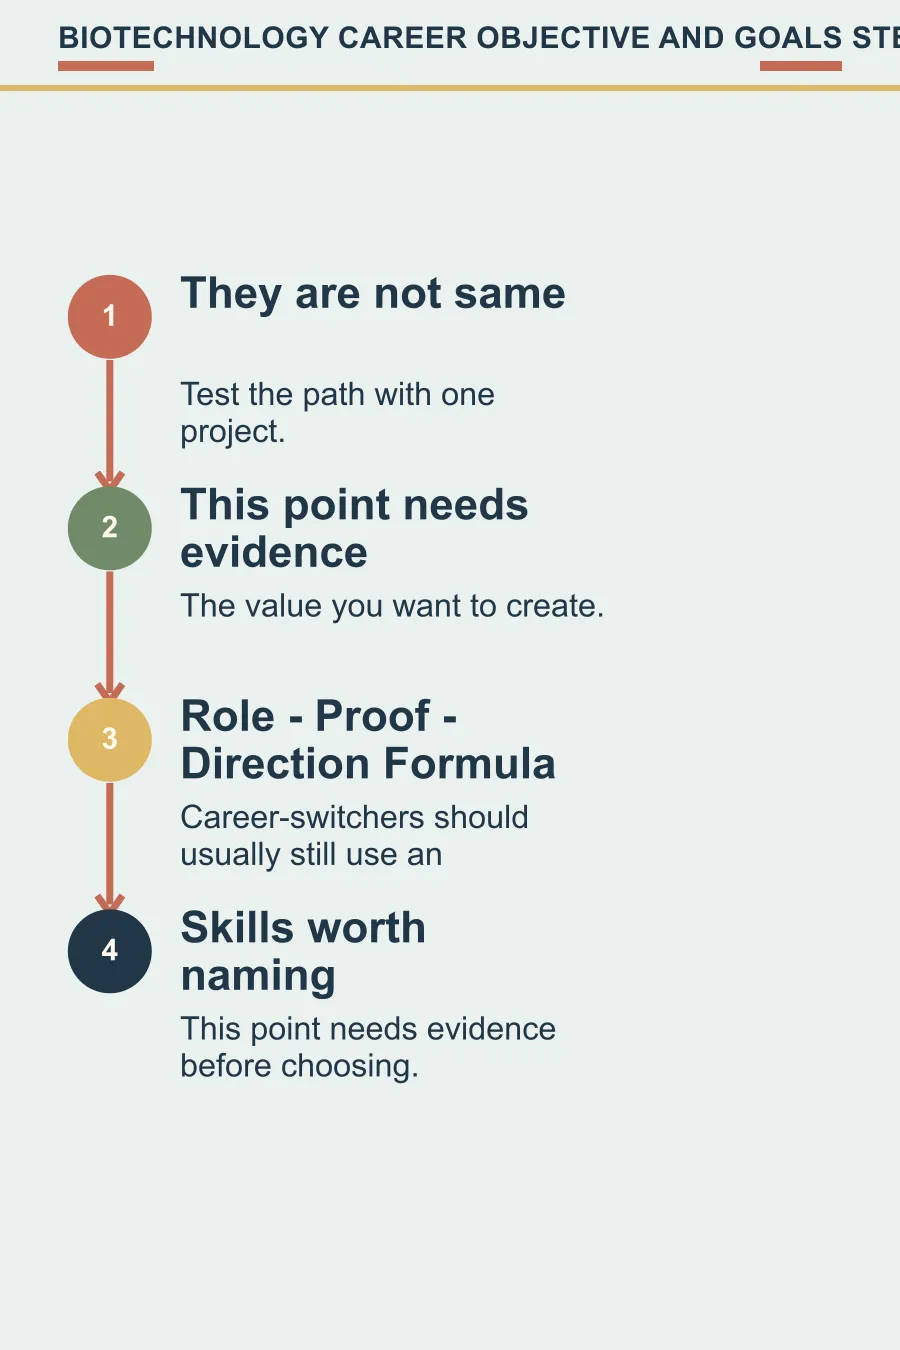 BIOTECHNOLOGY CAREER OBJECTIVE AND GOALS STE
1
They are not same
Test the path with one
project.
2
This point needs
evidence
The value you want to create.
3
Role - Proof -
Direction Formula
Career-switchers should
usually still use an
4
Skills worth
naming
This point needs evidence
before choosing.